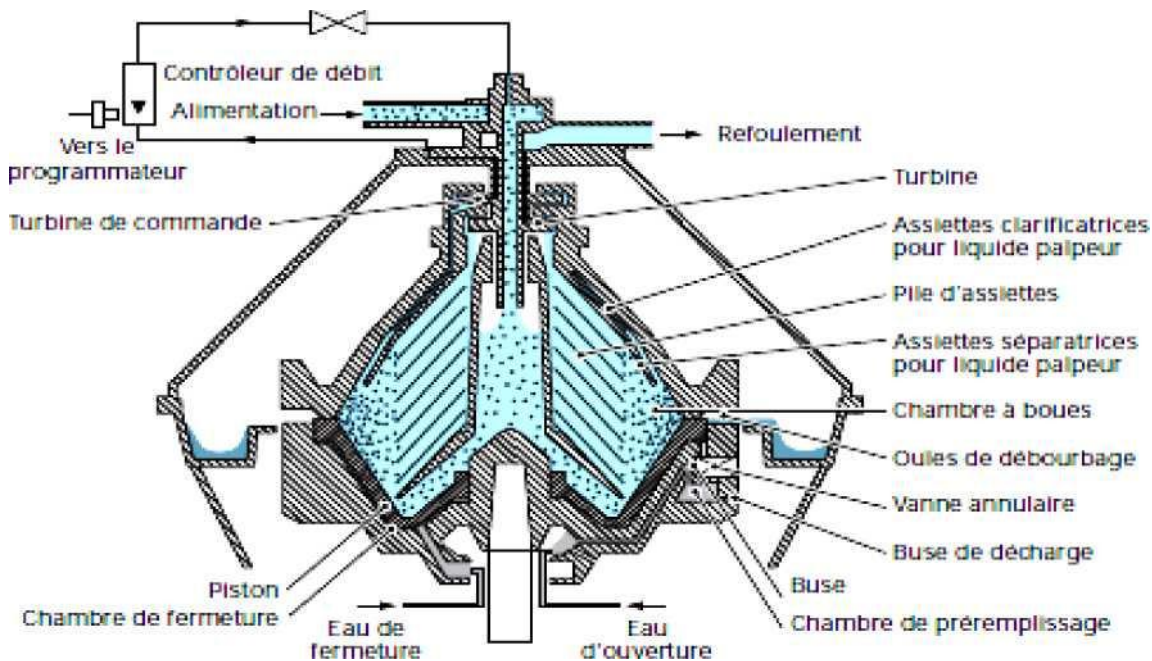 Contrôleur de débit
Alimentation
Vers le
programmateur
Turbine de commande
Refoulement
Turbine
Assiettes clarificatrices
pour liquide palpeur
Pile d'assiettes
Assiettes séparatrices
pour liquide palpeur
Chambre à boues
Ouïes de débourbage
Vanne annulaire
Buse de décharge
Buse
Chambre de préremplissage
Piston
Chambre de fermeture
Eau de
fermeture
Eau
d'ouverture